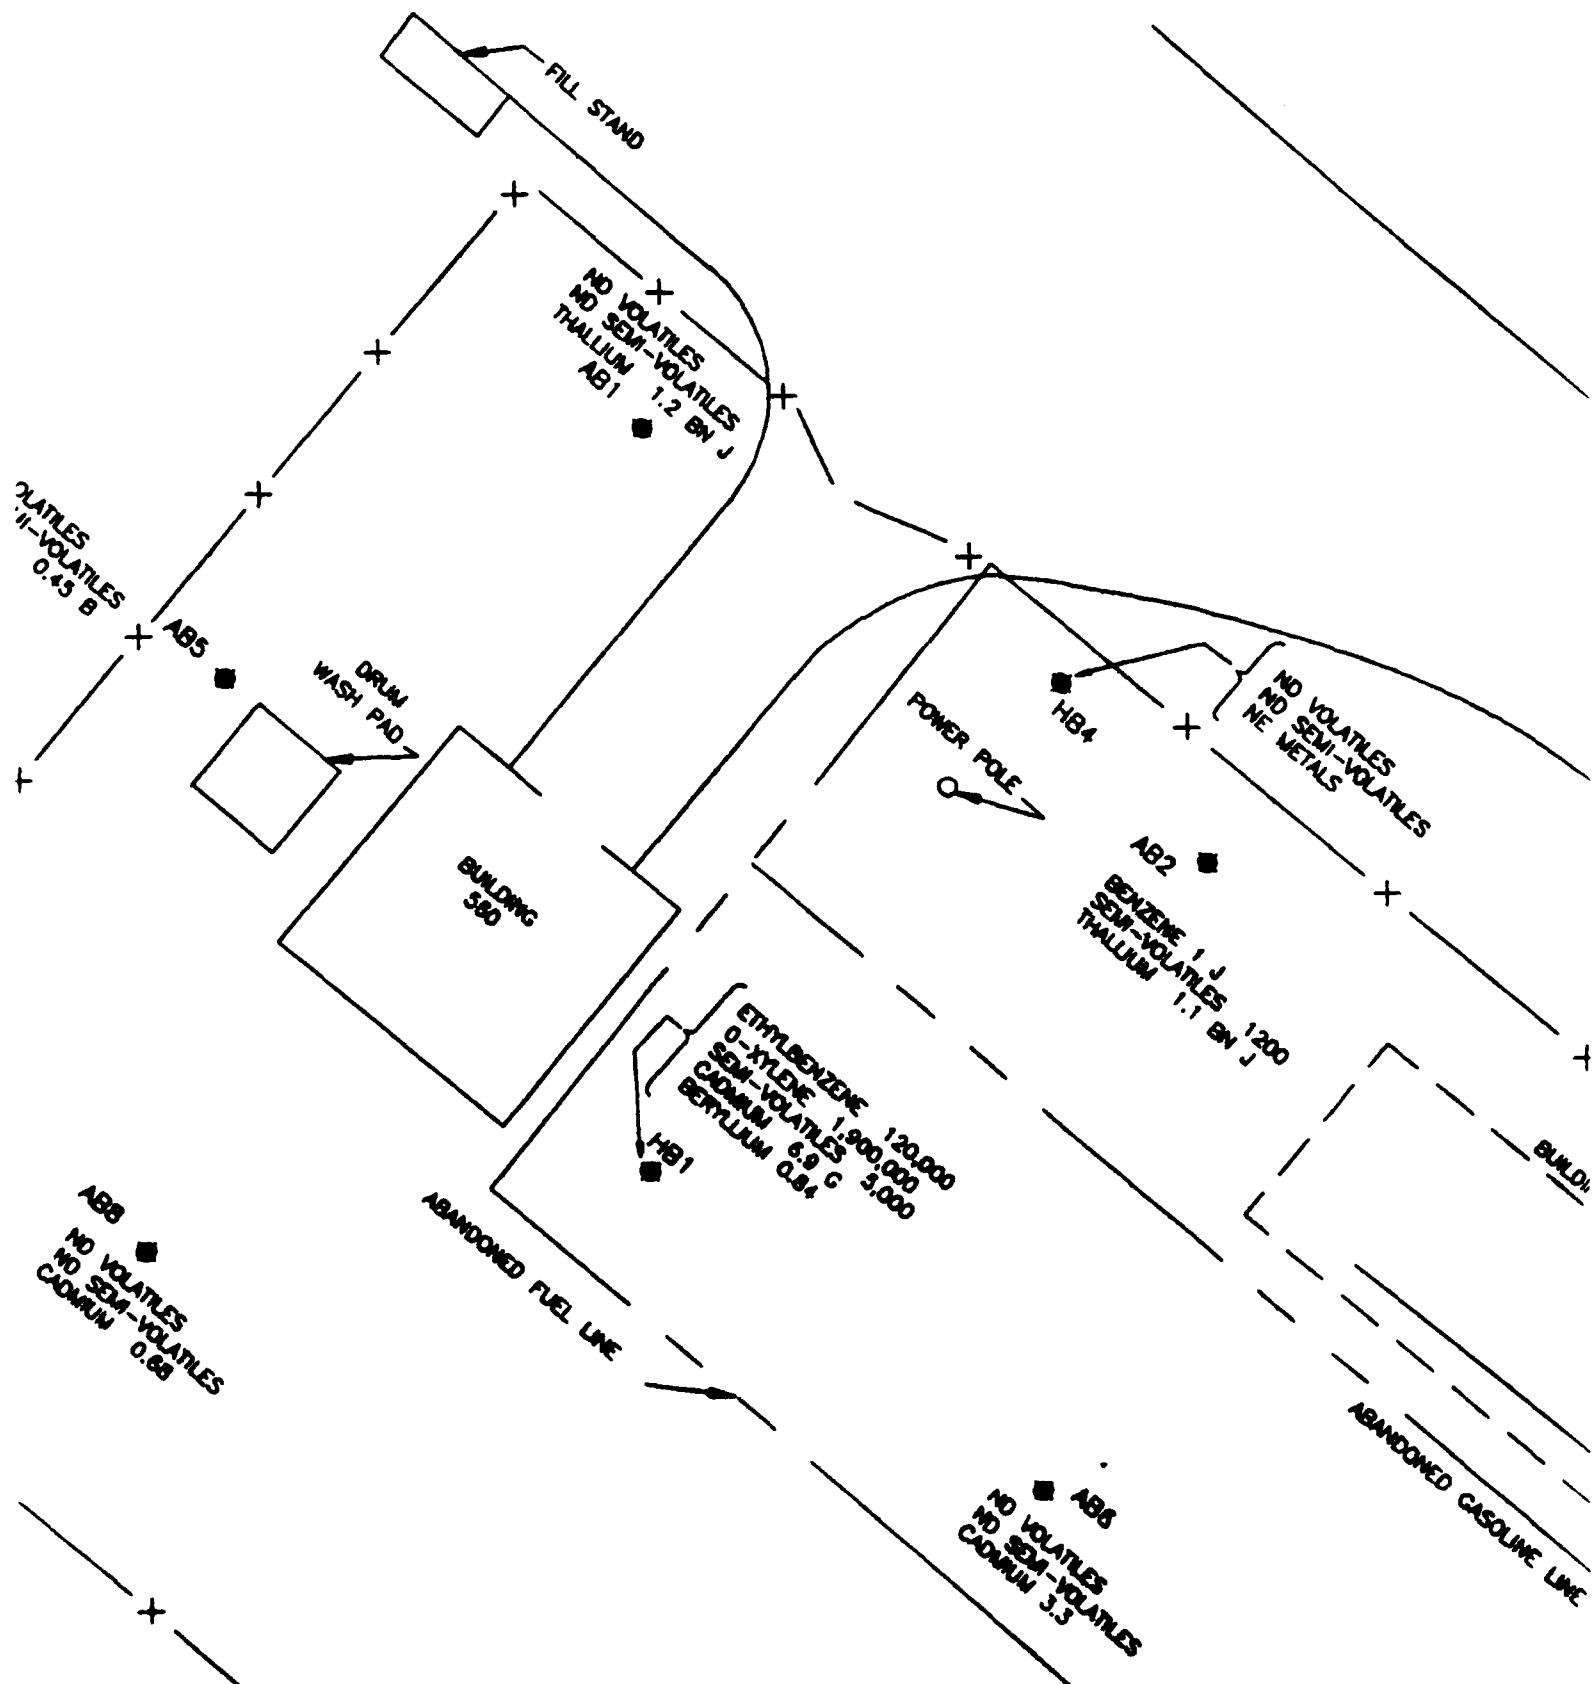 FILL STAND
NO VOLATILES
NO SEMI-VOLATILES
THALLIUM 1.2 BN J
AB1
OLATILES
MI-VOLATILES
0.45 B
AB5
DRUM
WASH PAD
BUILDING
580
POWER POLE
HB4
NO VOLATILES
NO SEMI-VOLATILES
NE METALS
AB2
BENZENE 1 J
SEMI-VOLATILES 1200
THALLIUM 1.1 BN J
ETHYLBENZENE 120,000
O-XYLENE 1,900,000
SEMI-VOLATILES 5,000
CADMIUM 6.9 G
BERYLLIUM 0.84
HB1
BUILDI
AB8
NO VOLATILES
NO SEMI-VOLATILES
CADMIUM 0.68
ABANDONED FUEL LINE
AB6
NO VOLATILES
NO SEMI-VOLATILES
CADMIUM 3.3
ABANDONED GASOLINE LINE